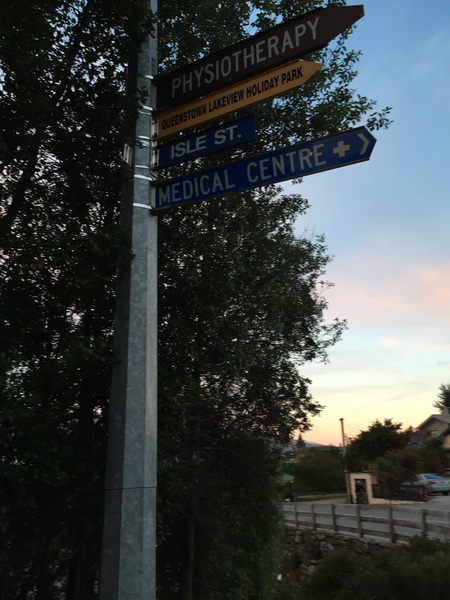 PHYSIOTHERAPY
QUEENSTOWN LAKEVIEW HOLIDAY PARK
ISLE ST.
MEDICAL CENTRE